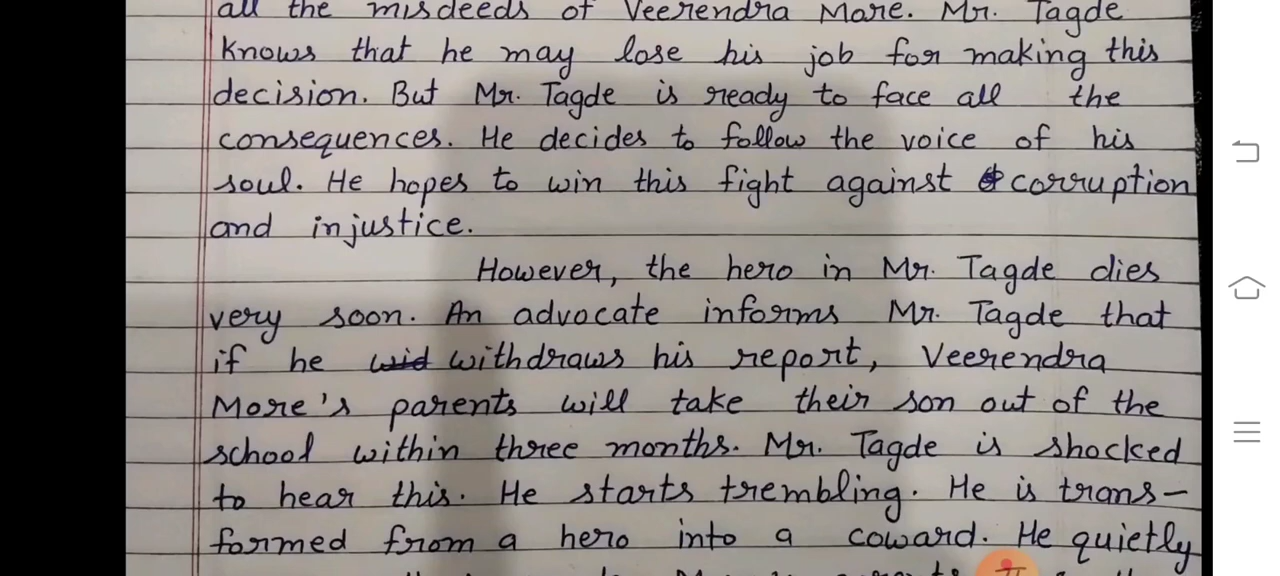 all the misdeeds of Veerendra More. Mr. Tagde
knows that he may lose his job for making this
decision. But Mr. Tagde is ready to face all the
consequences. He decides to follow the voice of his
soul. He hopes to win this fight against corruption
and injustice.
However, the hero in Mr. Tagde dies
very soon. An advocate informs Mr. Tagde that
if he wid withdraws his report, Veerendra
More's parents will take their son out of the
school within three months. Mr. Tagde is shocked
to hear this. He starts trembling. He is trans-
formed from a hero into a coward. He quietly